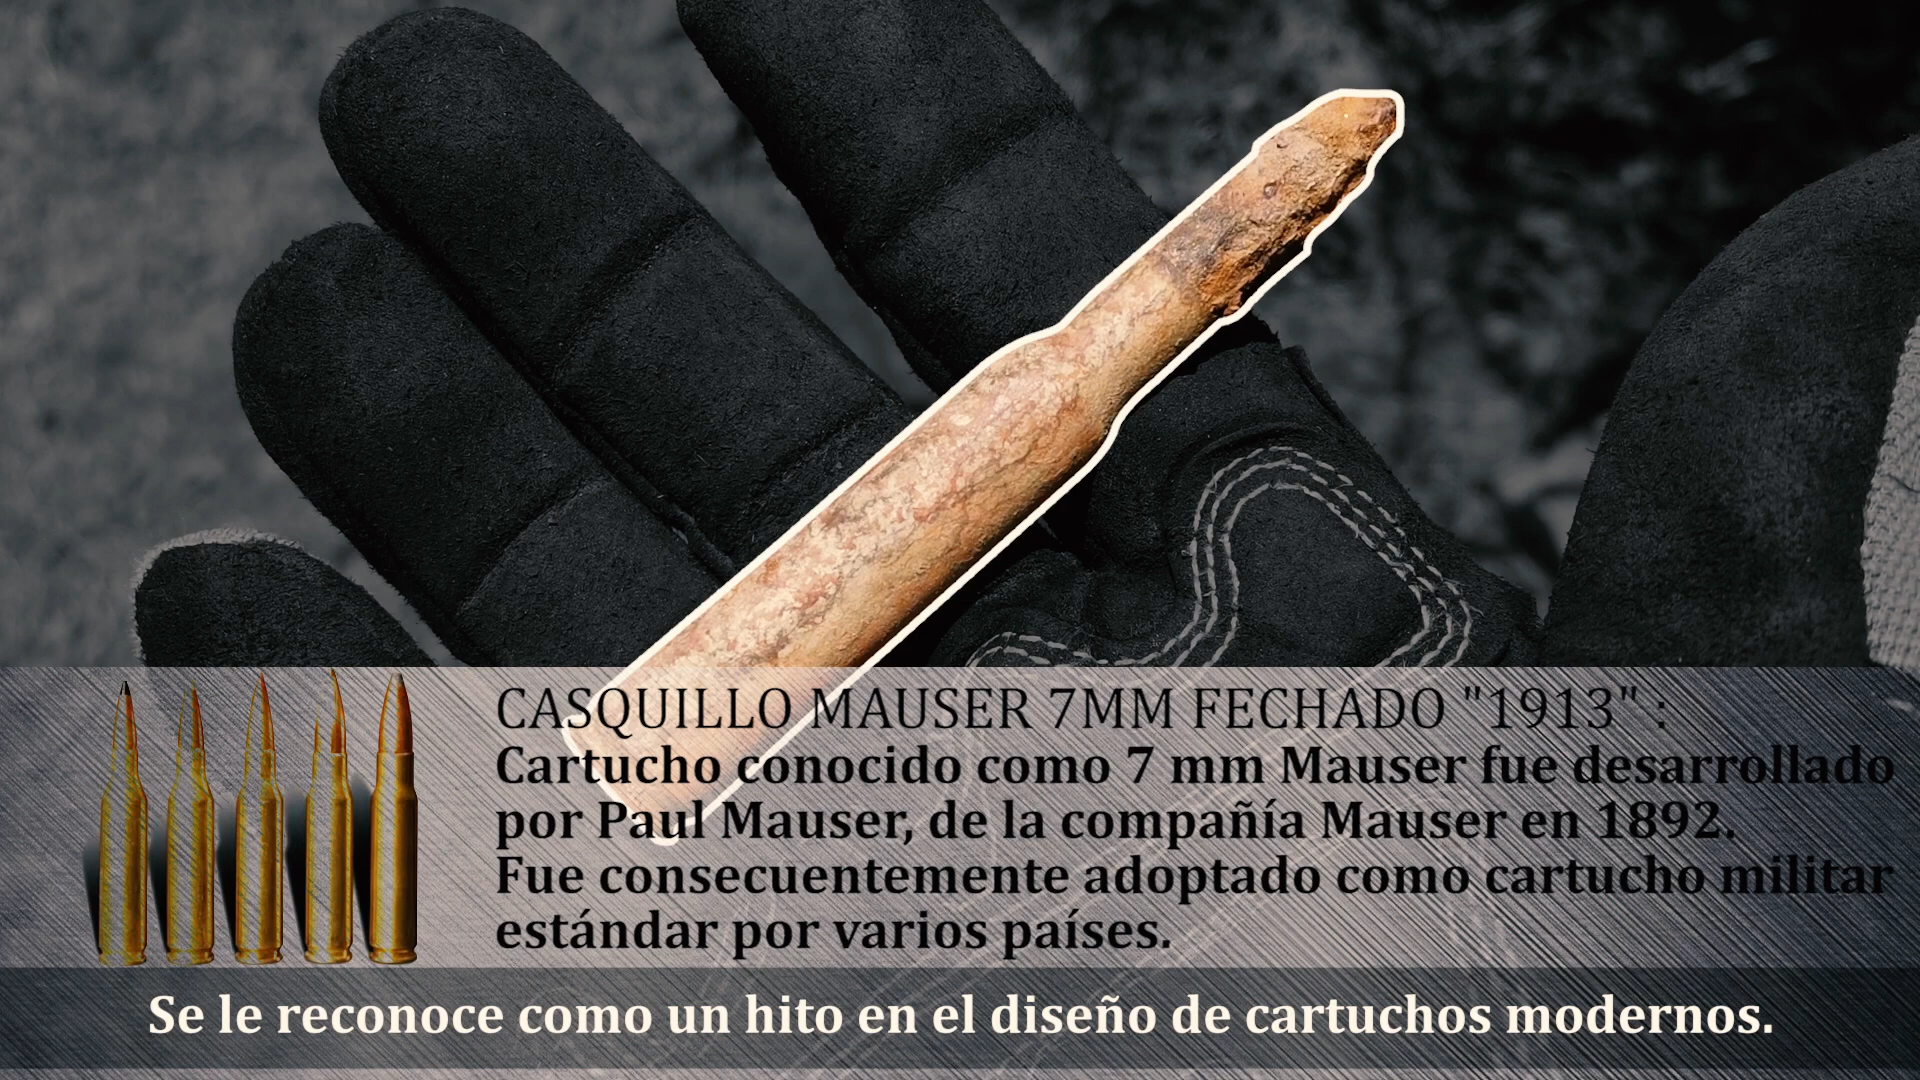 CASQUILLO MAUSER 7MM FECHADO "1913" :
Cartucho conocido como 7 mm Mauser fue desarrollado
por Paul Mauser, de la compañía Mauser en 1892.
Fue consecuentemente adoptado como cartucho militar
estándar por varios países.
Se le reconoce como un hito en el diseño de cartuchos modernos.